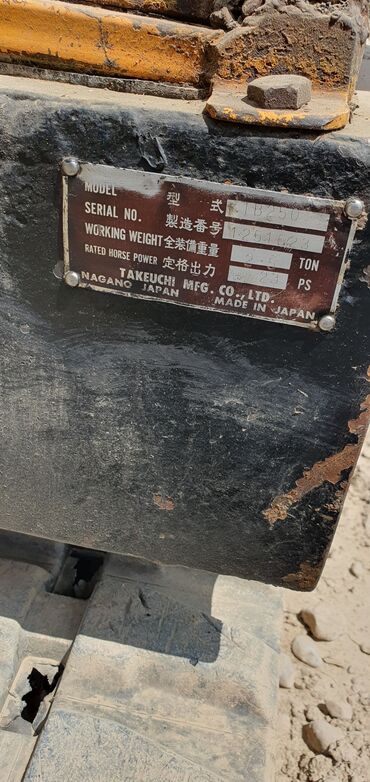 MODEL 型式 TB250
SERIAL NO. 製造番号 1251623
WORKING WEIGHT 全装備重量 TON
RATED HORSE POWER 定格出力 PS
TAKEUCHI MFG. CO., LTD.
NAGANO JAPAN MADE IN JAPAN